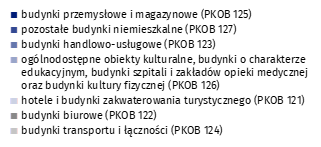 budynki przemysłowe i magazynowe (PKOB 125)
pozostałe budynki niemieszkalne (PKOB 127)
budynki handlowo-usługowe (PKOB 123)
ogólnodostępne obiekty kulturalne, budynki o charakterze
edukacyjnym, budynki szpitali i zakładów opieki medycznej
oraz budynki kultury fizycznej (PKOB 126)
hotele i budynki zakwaterowania turystycznego (PKOB 121)
budynki biurowe (PKOB 122)
budynki transportu i łączności (PKOB 124)